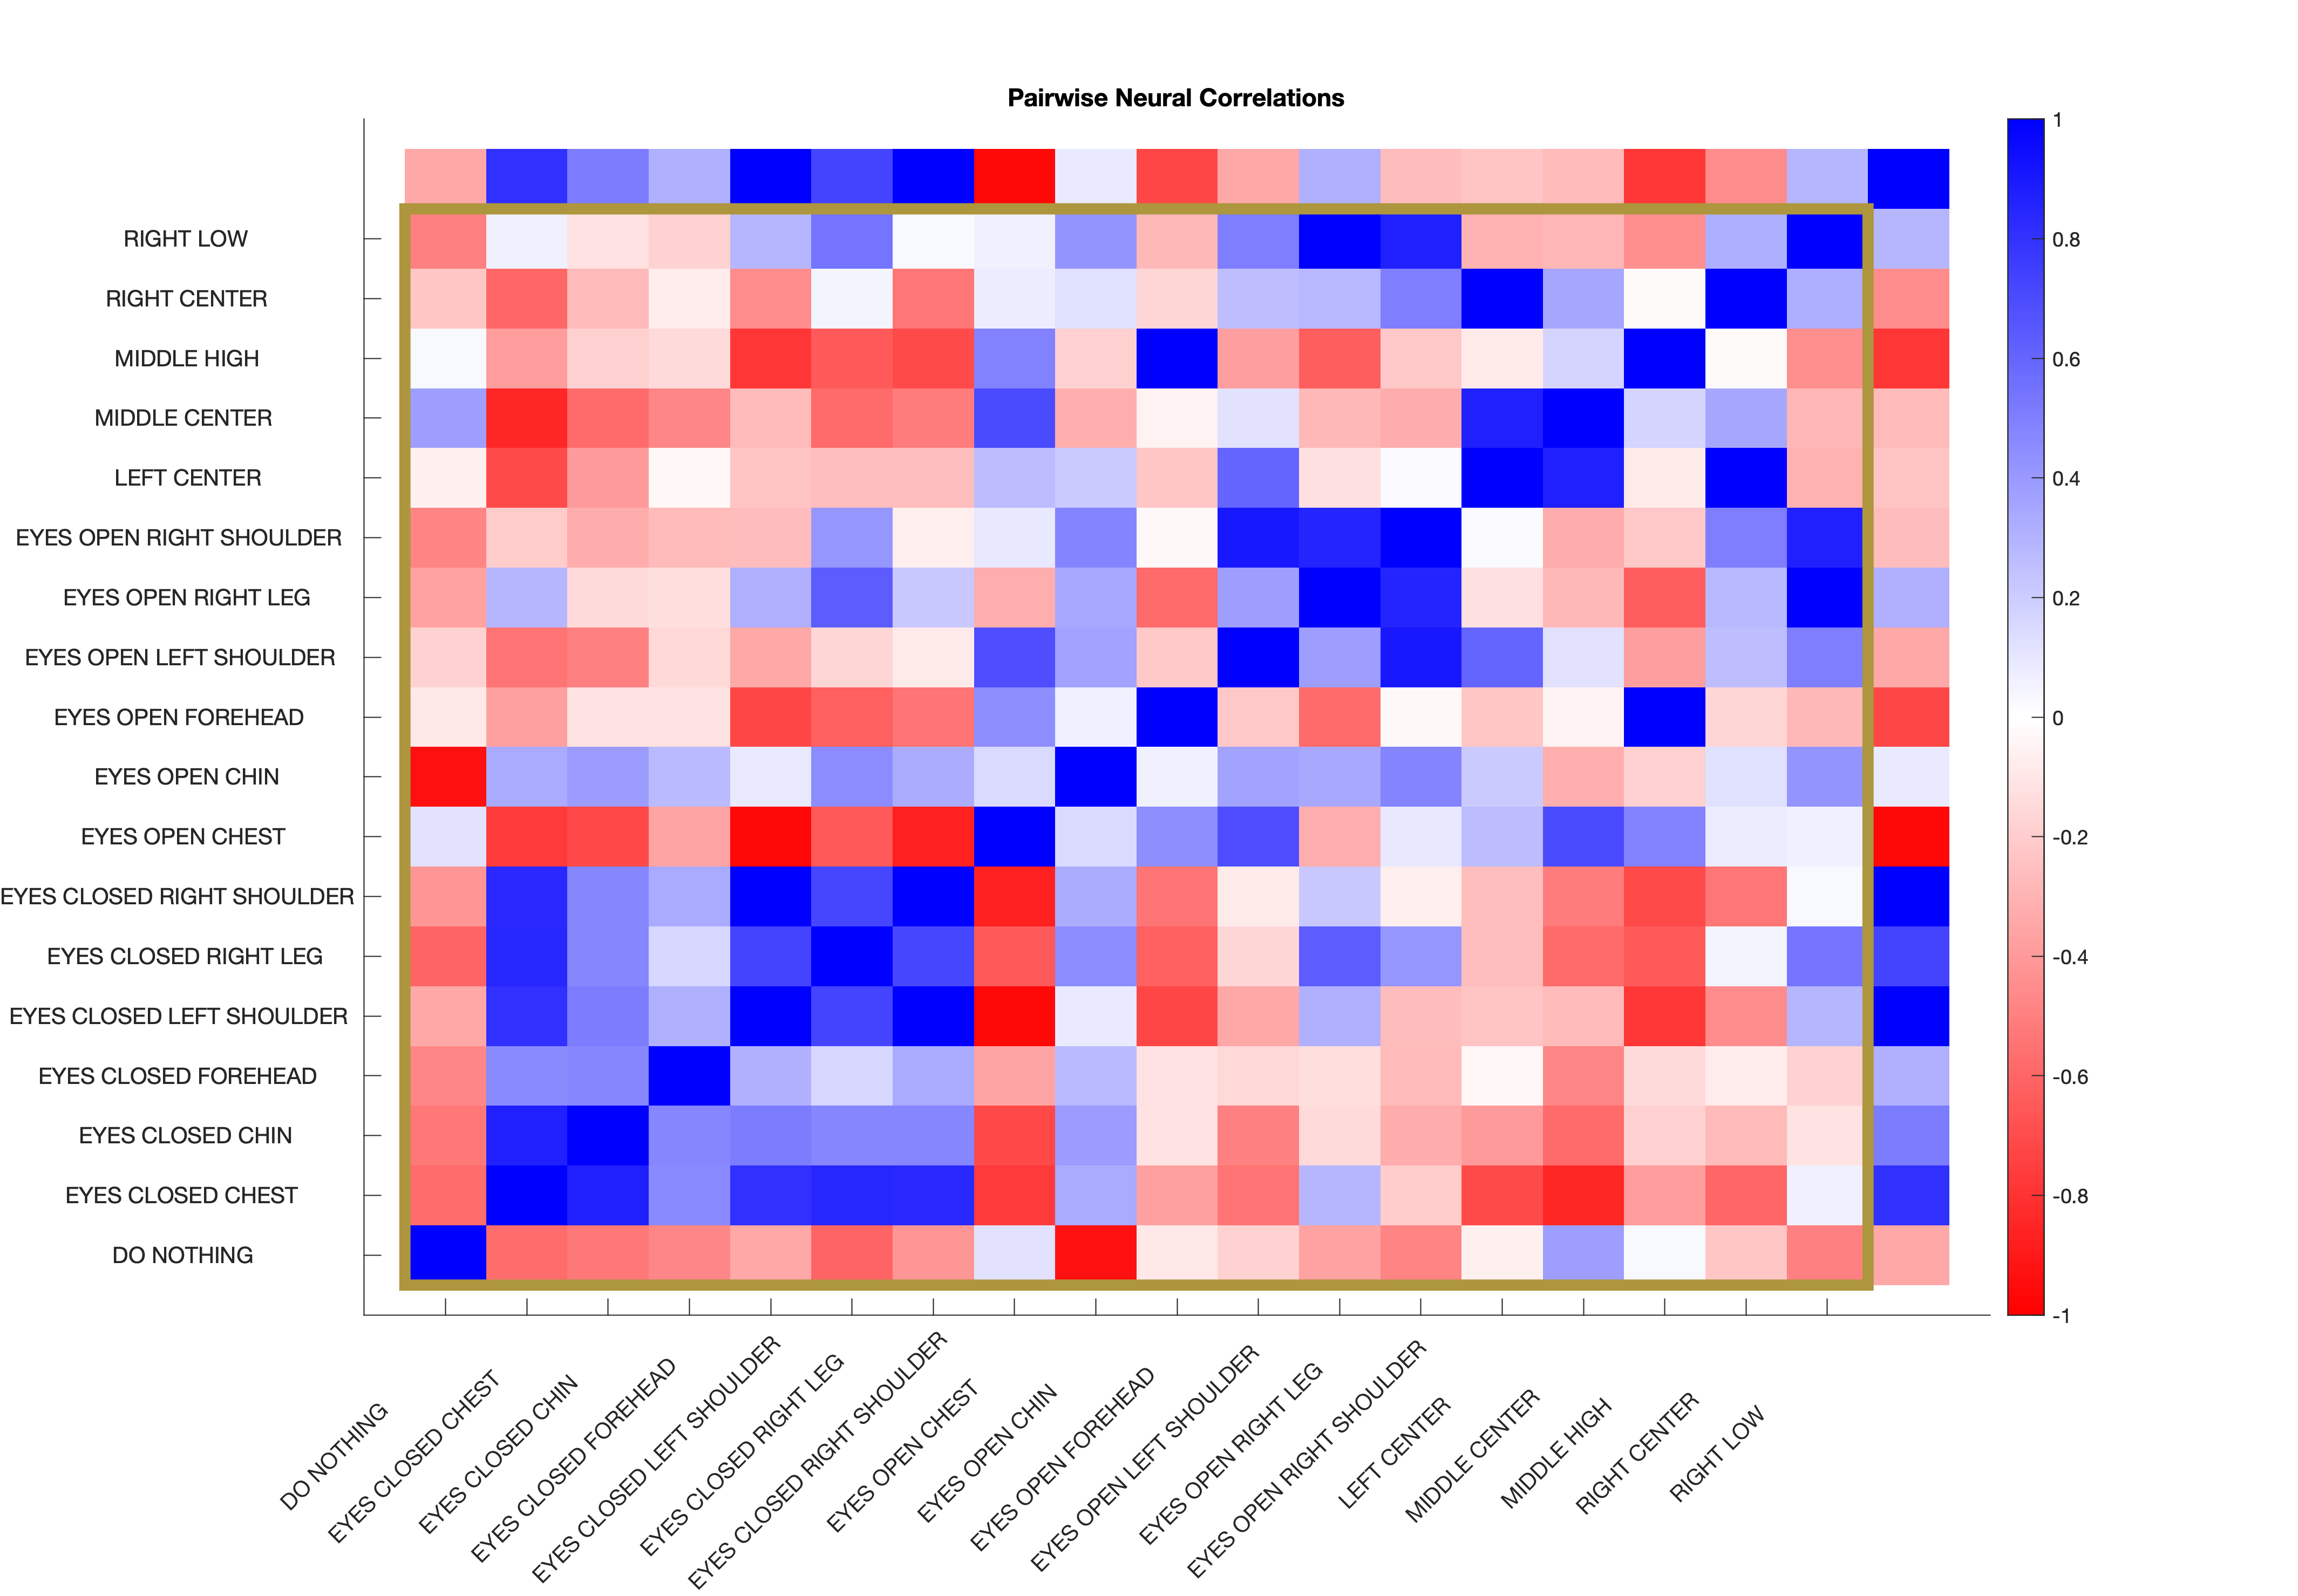 Pairwise Neural Correlations
RIGHT LOW
RIGHT CENTER
MIDDLE HIGH
MIDDLE CENTER
LEFT CENTER
EYES OPEN RIGHT SHOULDER
EYES OPEN RIGHT LEG
EYES OPEN LEFT SHOULDER
EYES OPEN FOREHEAD
EYES OPEN CHIN
EYES OPEN CHEST
EYES CLOSED RIGHT SHOULDER
EYES CLOSED RIGHT LEG
EYES CLOSED LEFT SHOULDER
EYES CLOSED FOREHEAD
EYES CLOSED CHIN
EYES CLOSED CHEST
DO NOTHING
DO NOTHING
EYES CLOSED CHEST
EYES CLOSED CHIN
EYES CLOSED FOREHEAD
EYES CLOSED LEFT SHOULDER
EYES CLOSED RIGHT LEG
EYES CLOSED RIGHT SHOULDER
EYES OPEN CHEST
EYES OPEN CHIN
EYES OPEN FOREHEAD
EYES OPEN LEFT SHOULDER
EYES OPEN RIGHT LEG
EYES OPEN RIGHT SHOULDER
LEFT CENTER
MIDDLE CENTER
MIDDLE HIGH
RIGHT CENTER
RIGHT LOW
1
0.8
0.6
0.4
0.2
0
-0.2
-0.4
-0.6
-0.8
-1